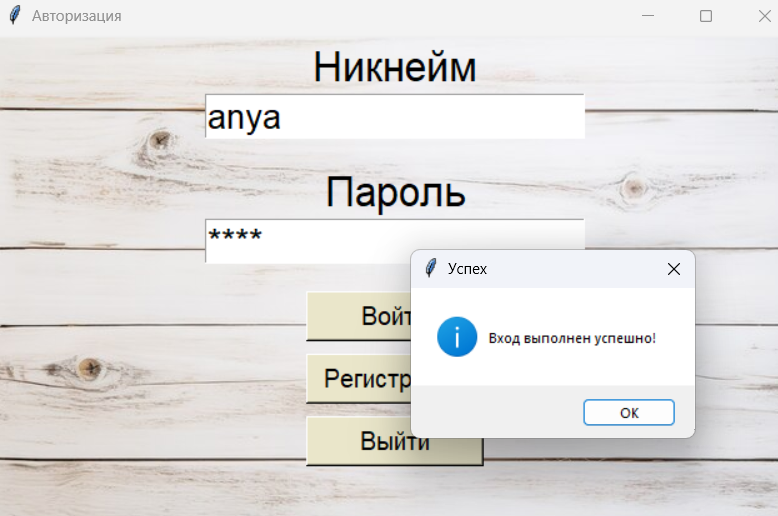 Авторизация
Никнейм
anya
Пароль
****
Войт
Регистр
Выйти
Успех
Вход выполнен успешно!
OK